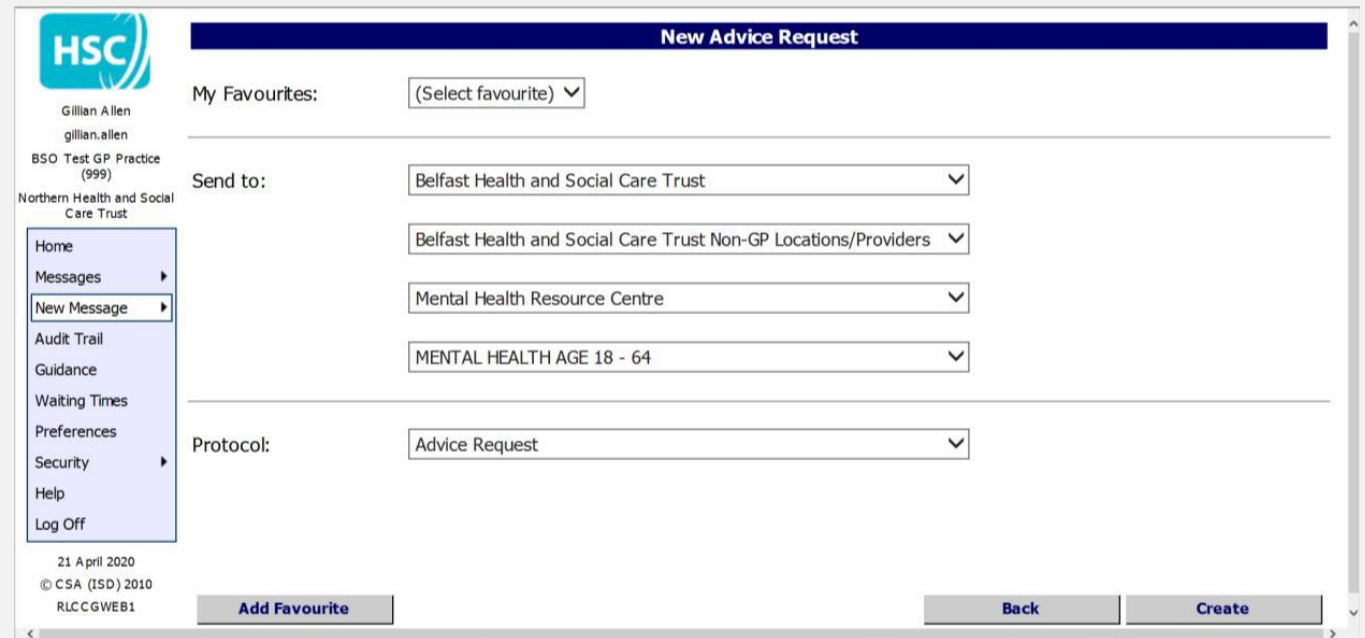 HSC
Gillian Allen
gillian.allen
BSO Test GP Practice
(999)
Northern Health and Social
Care Trust
Home
Messages
New Message
Audit Trail
Guidance
Waiting Times
Preferences
Security
Help
Log Off
21 April 2020
© CSA (ISD) 2010
RLCCGWEB1
New Advice Request
My Favourites: (Select favourite)
Send to: Belfast Health and Social Care Trust
Belfast Health and Social Care Trust Non-GP Locations/Providers
Mental Health Resource Centre
MENTAL HEALTH AGE 18 - 64
Protocol: Advice Request
Add Favourite Back Create